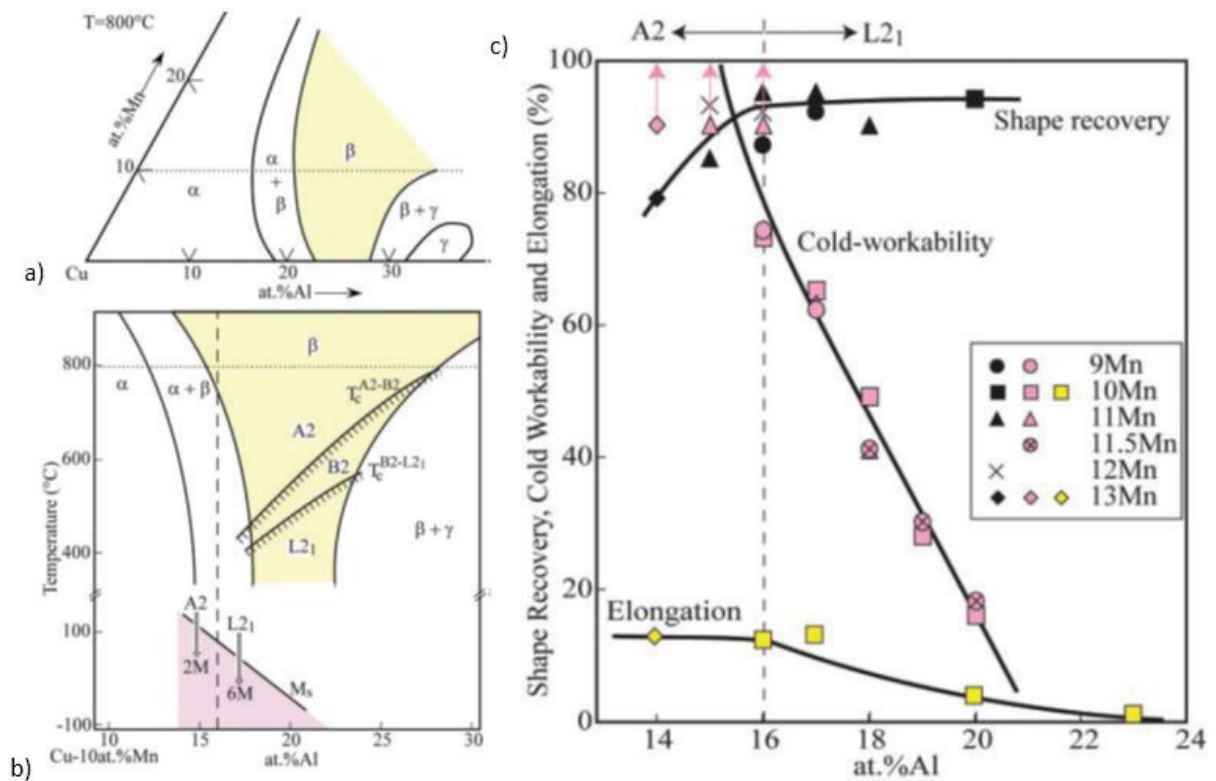 T=800°C
at.%Mn
20
10
α
α
+
β
β
β+γ
γ
Cu
10
20
30
at.%Al
a)
Temperature (°C)
800
600
400
100
-100
α
α+β
β
T_c^A2-B2
A2
B2
T_c^B2-L2₁
L2₁
β+γ
A2
L2₁
2M
6M
M_s
10
15
20
25
30
Cu-10at.%Mn
at.%Al
b)
c)
A2
L2₁
Shape Recovery, Cold Workability and Elongation (%)
100
80
60
40
20
0
Shape recovery
Cold-workability
Elongation
9Mn
10Mn
11Mn
11.5Mn
12Mn
13Mn
14
16
18
20
22
24
at.%Al